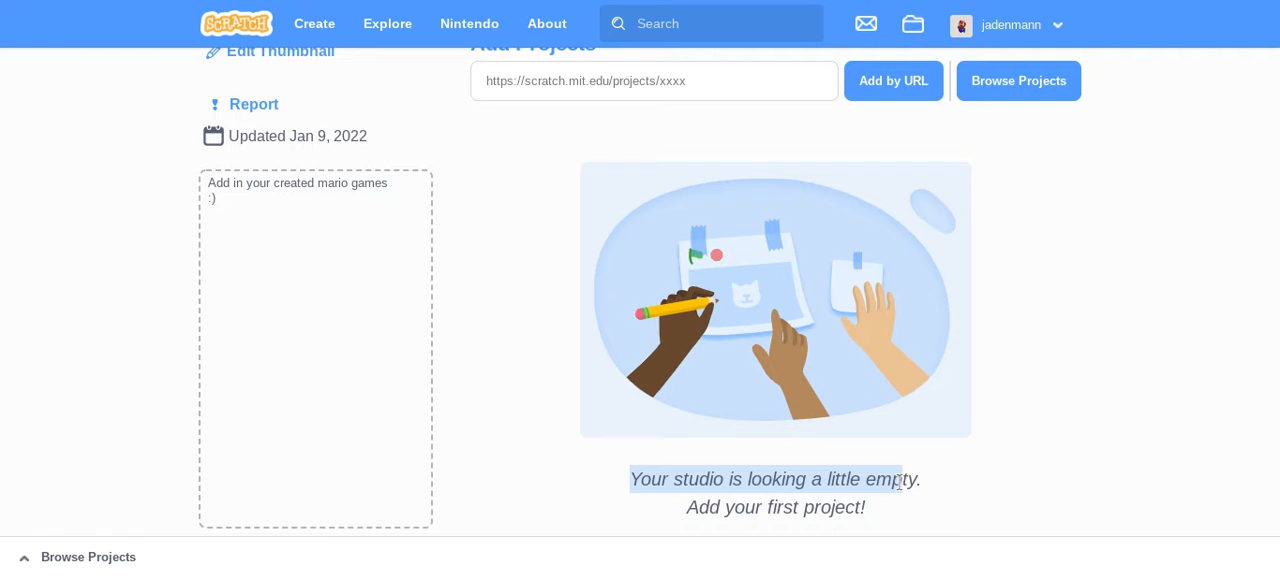 SCRATCH Create Explore Nintendo About Search jadenmann
Edit Thumbnail
Add Projects
https://scratch.mit.edu/projects/xxxx Add by URL Browse Projects
Report
Updated Jan 9, 2022
Add in your created mario games
:)
Your studio is looking a little empty.
Add your first project!
Browse Projects